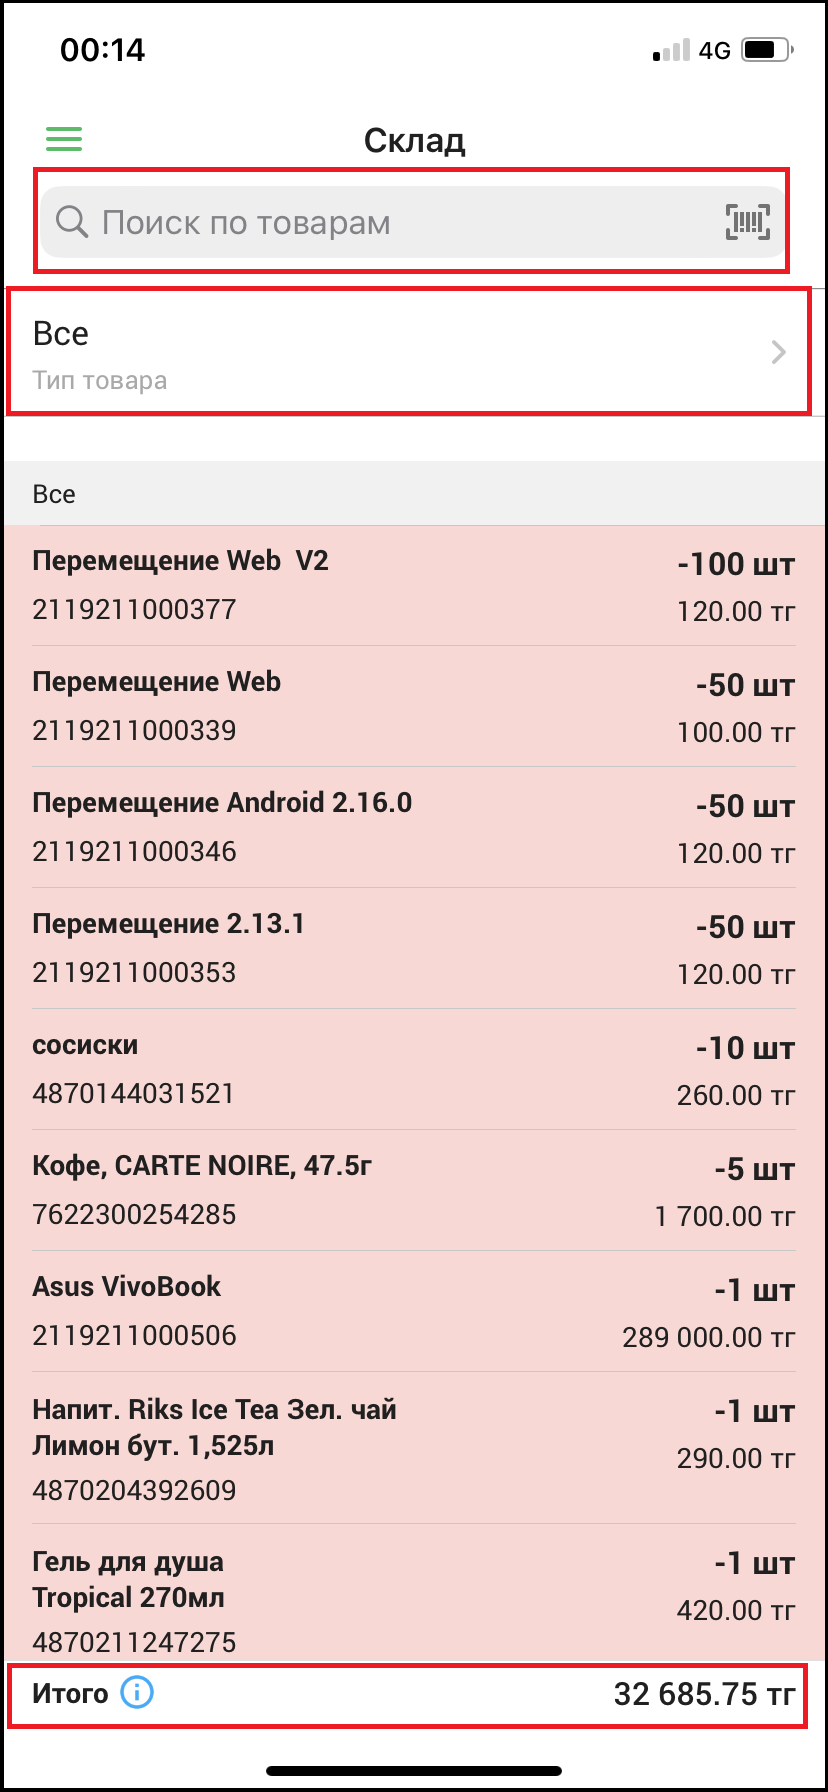 00:14
4G
Склад
Поиск по товарам
Все
Тип товара
Все
Перемещение Web V2
-100 шт
2119211000377
120.00 тг
Перемещение Web
-50 шт
2119211000339
100.00 тг
Перемещение Android 2.16.0
-50 шт
2119211000346
120.00 тг
Перемещение 2.13.1
-50 шт
2119211000353
120.00 тг
сосиски
-10 шт
4870144031521
260.00 тг
Кофе, CARTE NOIRE, 47.5г
-5 шт
7622300254285
1 700.00 тг
Asus VivoBook
-1 шт
2119211000506
289 000.00 тг
Напит. Riks Ice Tea Зел. чай
Лимон бут. 1,525л
-1 шт
4870204392609
290.00 тг
Гель для душа
Tropical 270мл
-1 шт
4870211247275
420.00 тг
Итого
32 685.75 тг